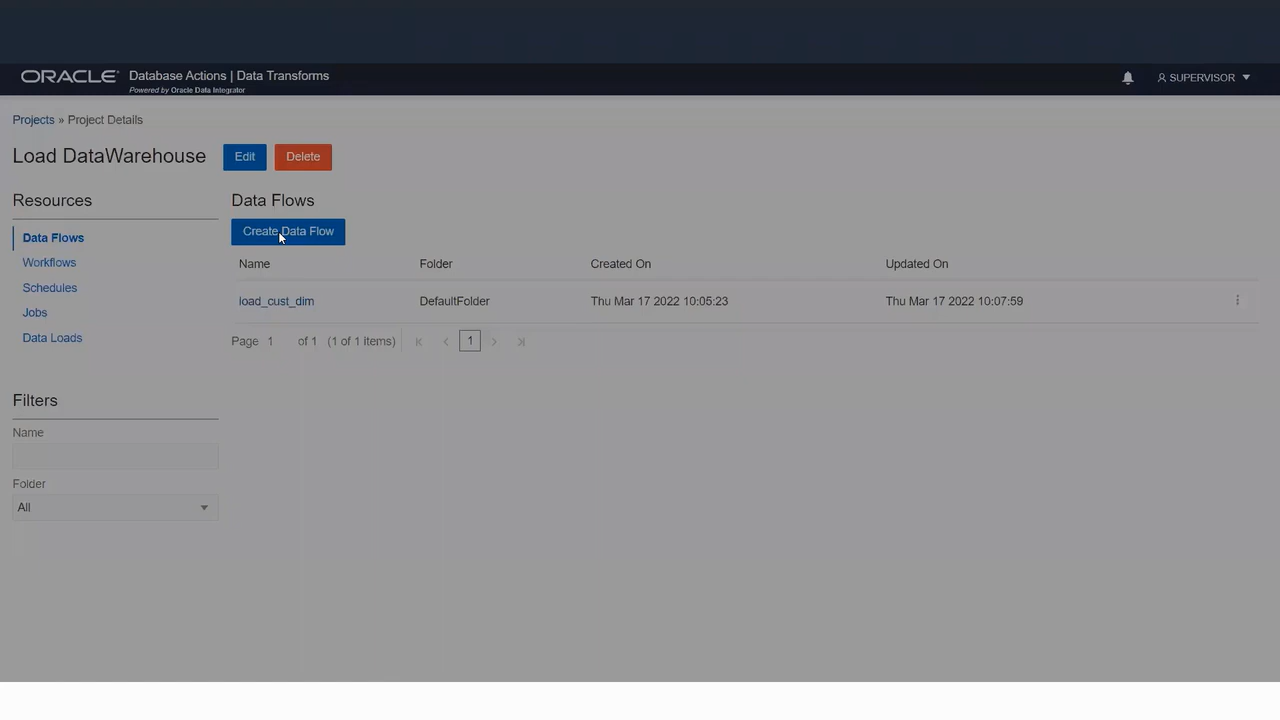 ORACLE Database Actions | Data Transforms
Powered by Oracle Data Integrator
SUPERVISOR
Projects » Project Details
Load DataWarehouse Edit Delete
Resources
Data Flows
Workflows
Schedules
Jobs
Data Loads
Filters
Name
Folder
All
Data Flows
Create Data Flow
Name Folder Created On Updated On
load_cust_dim DefaultFolder Thu Mar 17 2022 10:05:23 Thu Mar 17 2022 10:07:59
Page 1 of 1 (1 of 1 items) 1